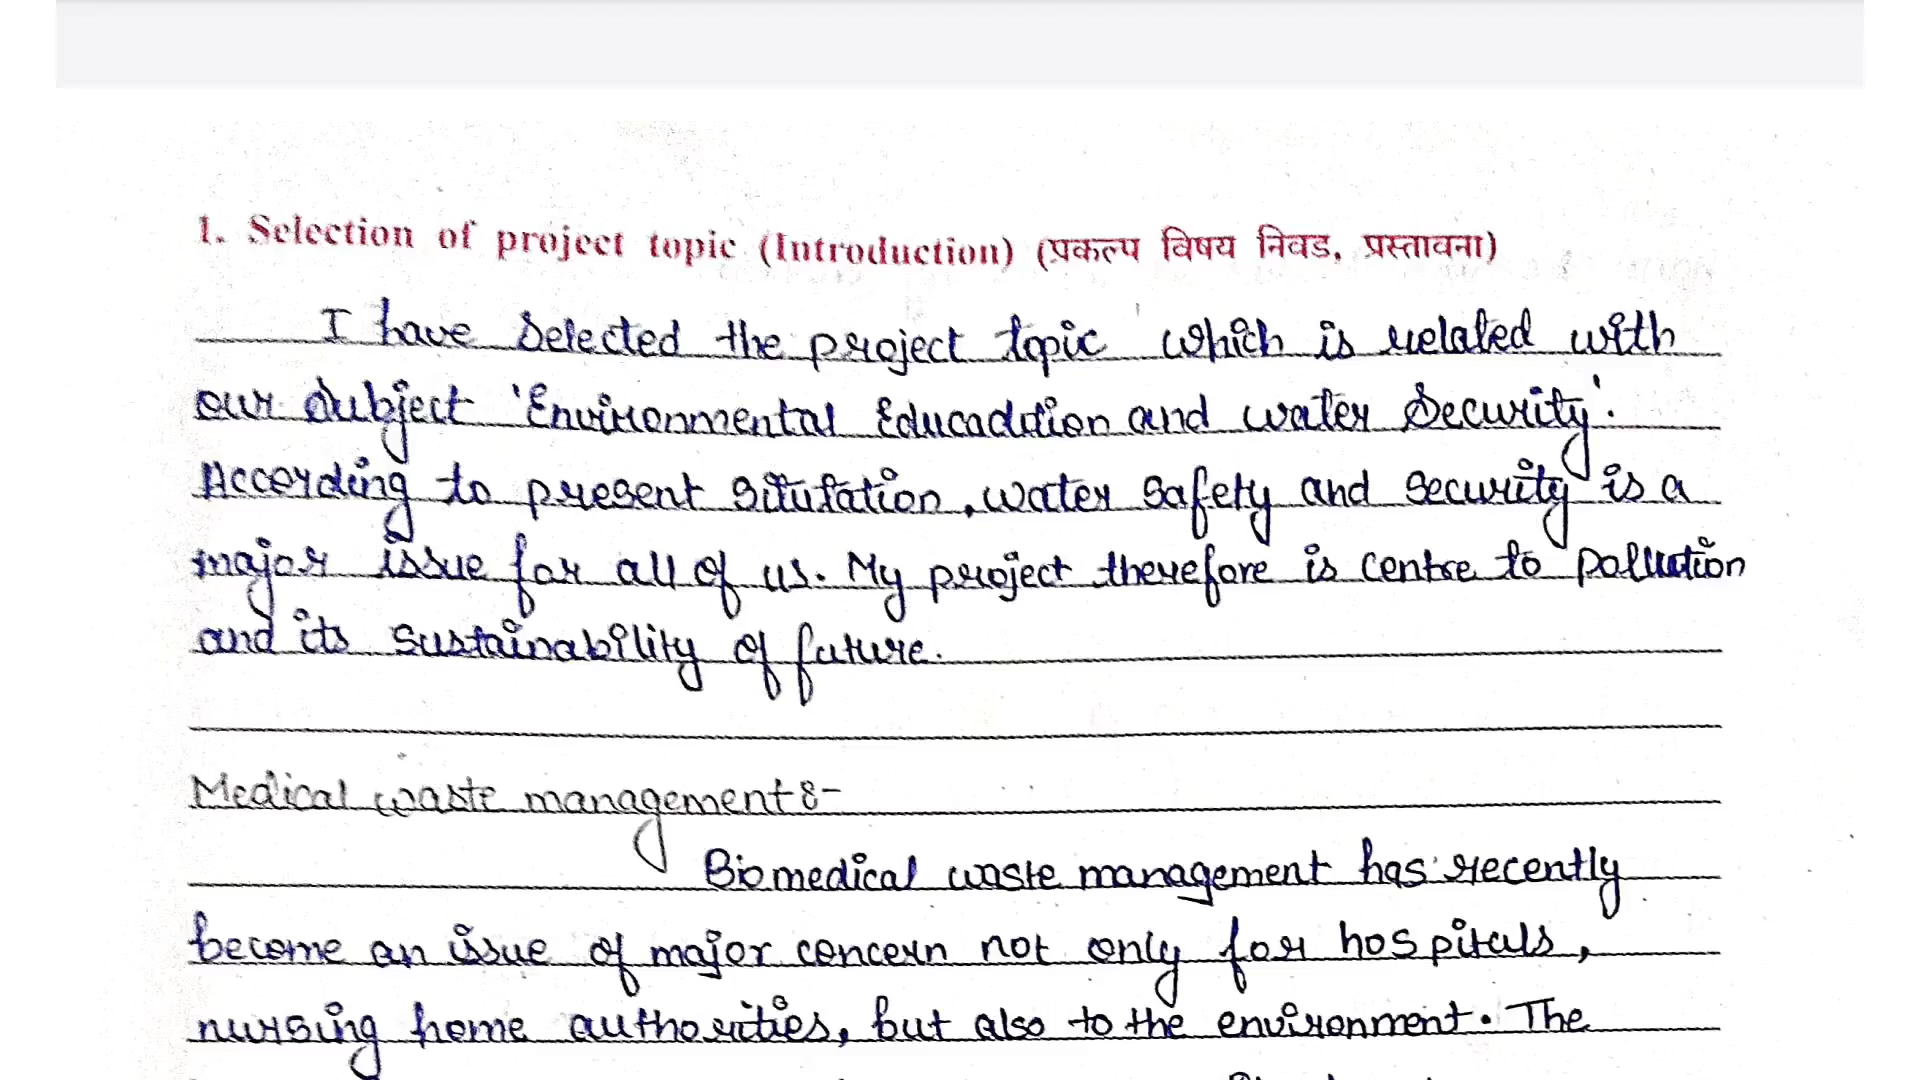 1. Selection of project topic (Introduction) (प्रकल्प विषय निवड, प्रस्तावना)
I have selected the project topic which is related with
our subject 'Environmental Educadtion and water Security'.
According to present situtation, water safety and security is a
major issue for all of us. My project therefore is centre to polluction
and its sustainability of future.
Medical waste management:-
Biomedical waste management has recently
become an issue of major concern not only for hospitals,
nursing home authorities, but also to the environment. The